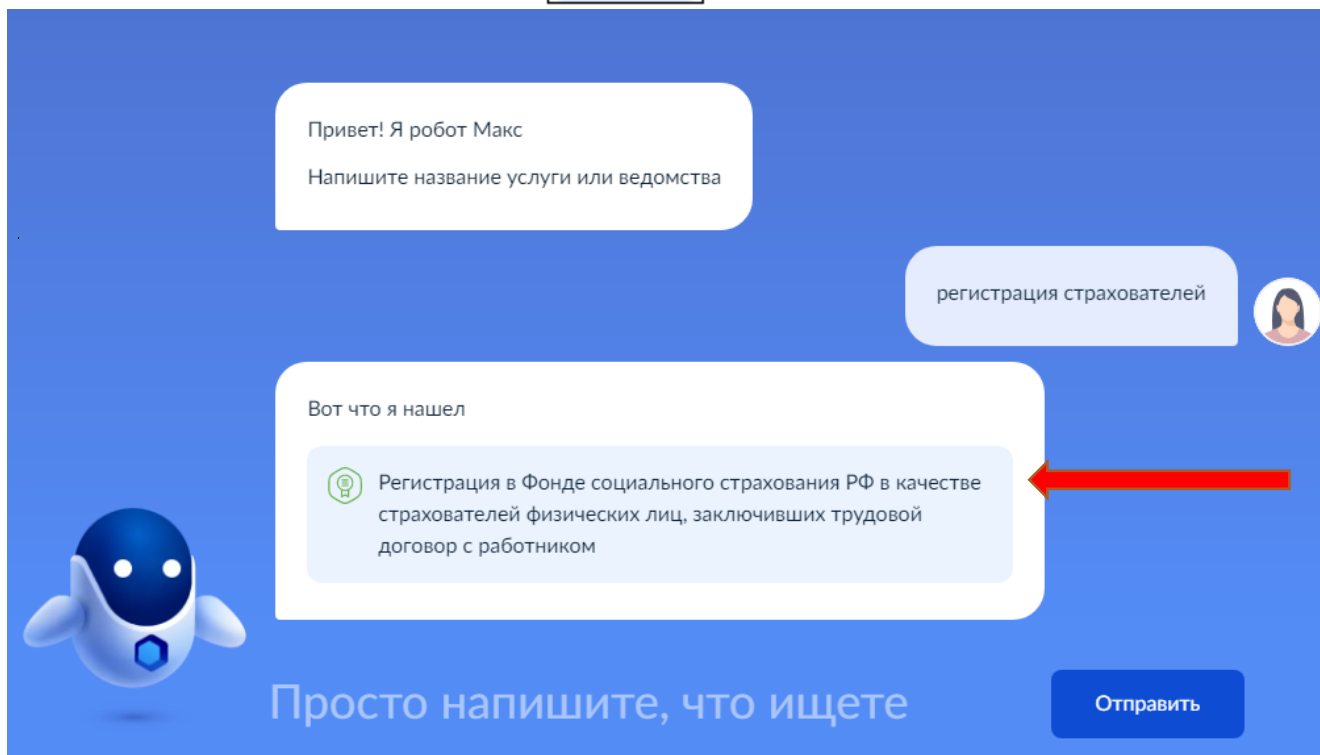 Привет! Я робот Макс
Напишите название услуги или ведомства
регистрация страхователей
Вот что я нашел
Регистрация в Фонде социального страхования РФ в качестве
страхователей физических лиц, заключивших трудовой
договор с работником
Просто напишите, что ищете
Отправить